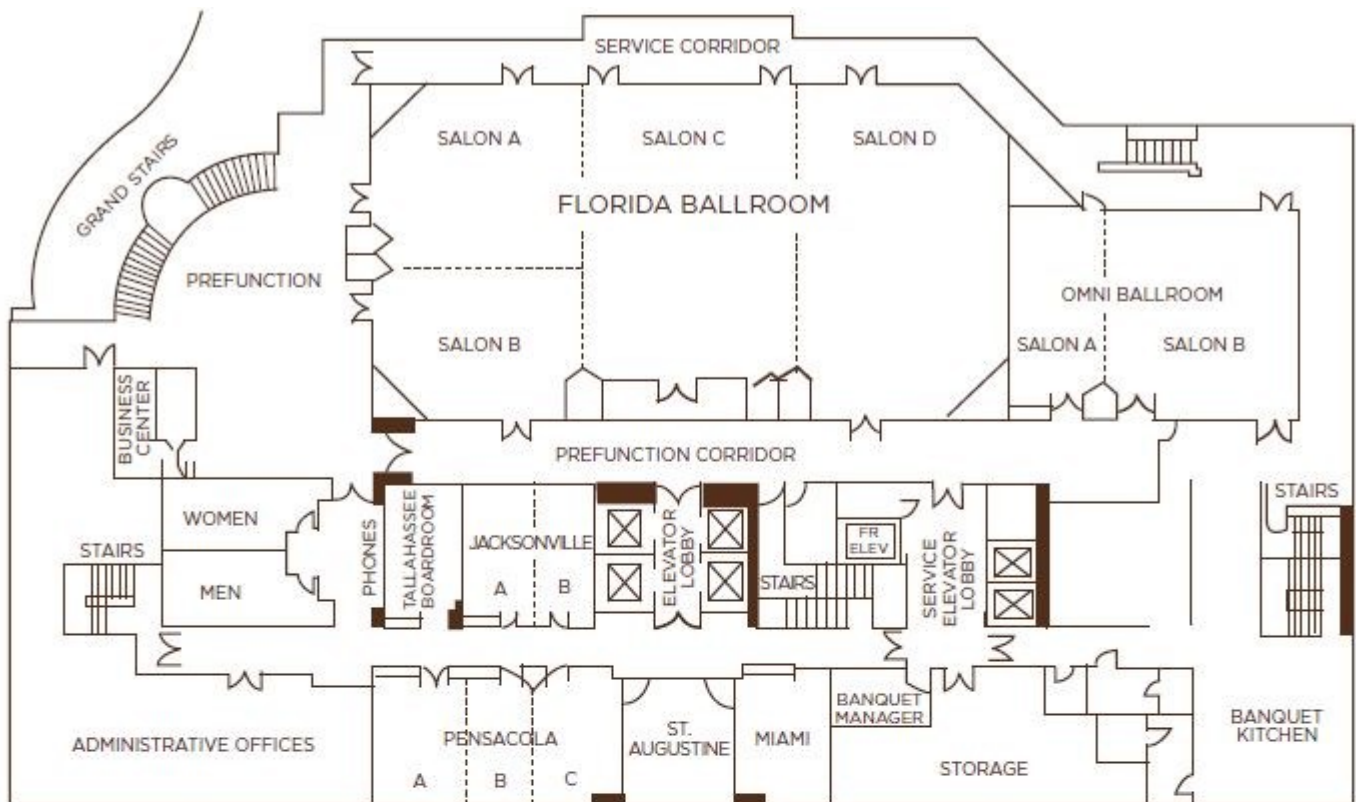 SERVICE CORRIDOR
GRAND STAIRS
SALON A
SALON C
SALON D
FLORIDA BALLROOM
PREFUNCTION
OMNI BALLROOM
SALON B
SALON A
SALON B
BUSINESS
CENTER
PREFUNCTION CORRIDOR
WOMEN
MEN
STAIRS
PHONES
TALLAHASSEE
BOARDROOM
JACKSONVILLE
A
B
ELEVATOR
LOBBY
STAIRS
FR
ELEV
SERVICE
ELEVATOR
LOBBY
STAIRS
ADMINISTRATIVE OFFICES
PENSACOLA
A
B
C
ST.
AUGUSTINE
MIAMI
BANQUET
MANAGER
STORAGE
BANQUET
KITCHEN